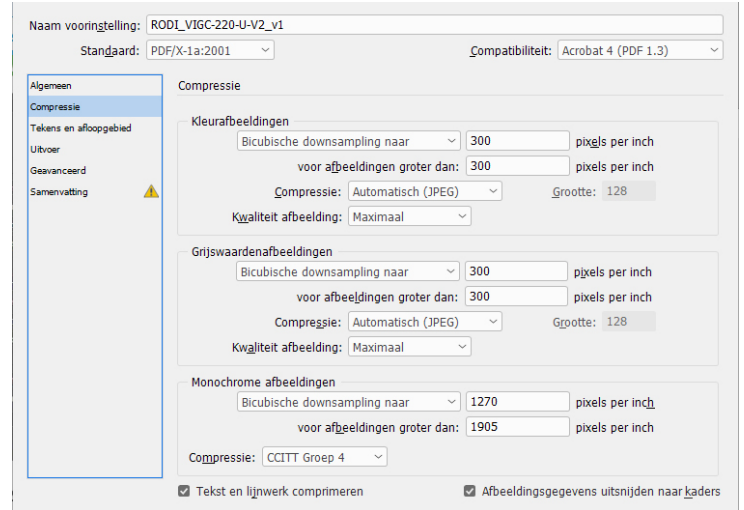 Naam voorinstelling: RODI_VIGC-220-U-V2_v1
Standaard: PDF/X-1a:2001 Compatibiliteit: Acrobat 4 (PDF 1.3)
Algemeen
Compressie
Tekens en afloopgebied
Uitvoer
Geavanceerd
Samenvatting
Compressie
Kleurafbeeldingen
Bicubische downsampling naar 300 pixels per inch
voor afbeeldingen groter dan: 300 pixels per inch
Compressie: Automatisch (JPEG) Grootte: 128
Kwaliteit afbeelding: Maximaal
Grijswaardenafbeeldingen
Bicubische downsampling naar 300 pixels per inch
voor afbeeldingen groter dan: 300 pixels per inch
Compressie: Automatisch (JPEG) Grootte: 128
Kwaliteit afbeelding: Maximaal
Monochrome afbeeldingen
Bicubische downsampling naar 1270 pixels per inch
voor afbeeldingen groter dan: 1905 pixels per inch
Compressie: CCITT Groep 4
Tekst en lijnwerk comprimeren Afbeeldingsgegevens uitsnijden naar kaders